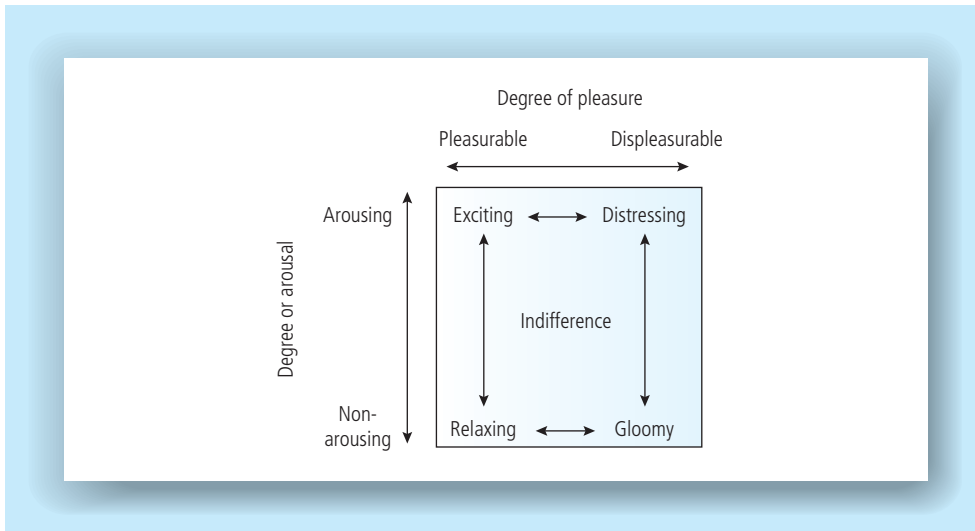 Degree of pleasure
Pleasurable
Displeasurable
Arousing
Exciting
Distressing
Degree or arousal
Indifference
Non-
arousing
Relaxing
Gloomy